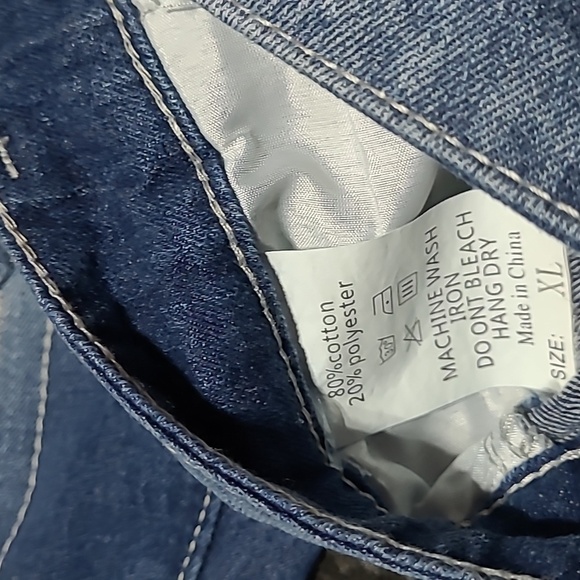 80%cotton
20% polyester
MACHINE WASH
IRON
DO ONT BLEACH
HANG DRY
Made in China
SIZE: XL